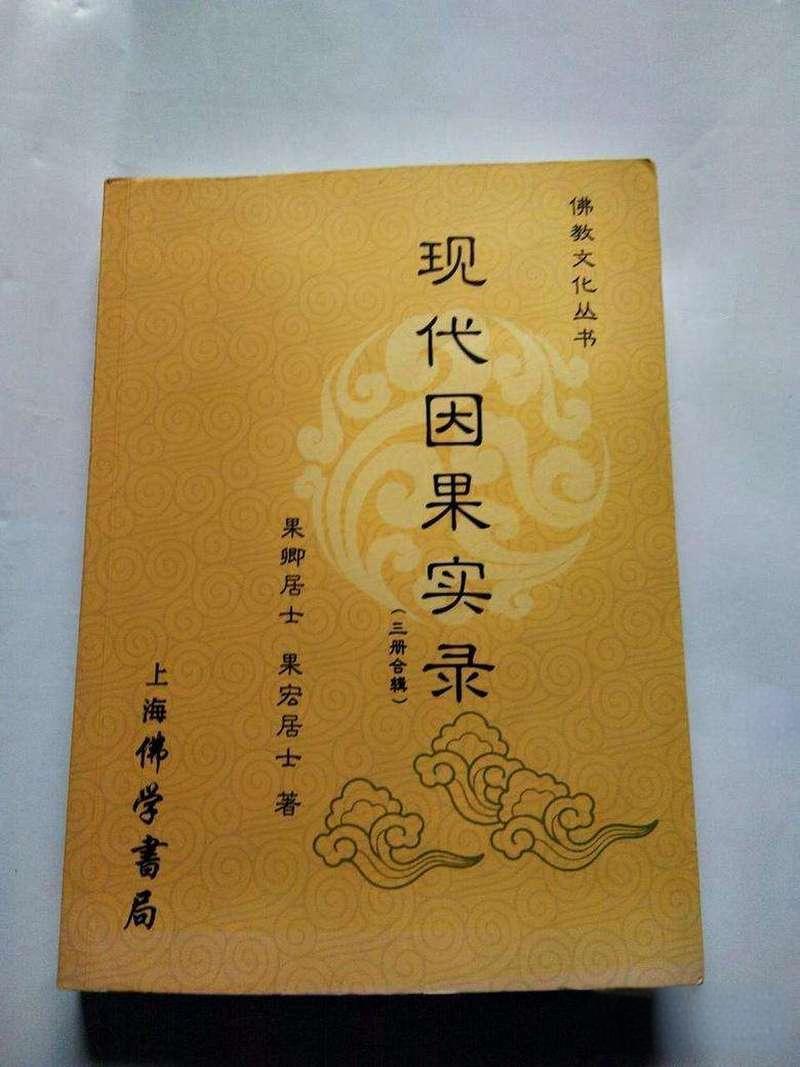 佛教文化丛书
现代因果实录
（三册合辑）
果卿居士 果宏居士 著
上海佛学書局